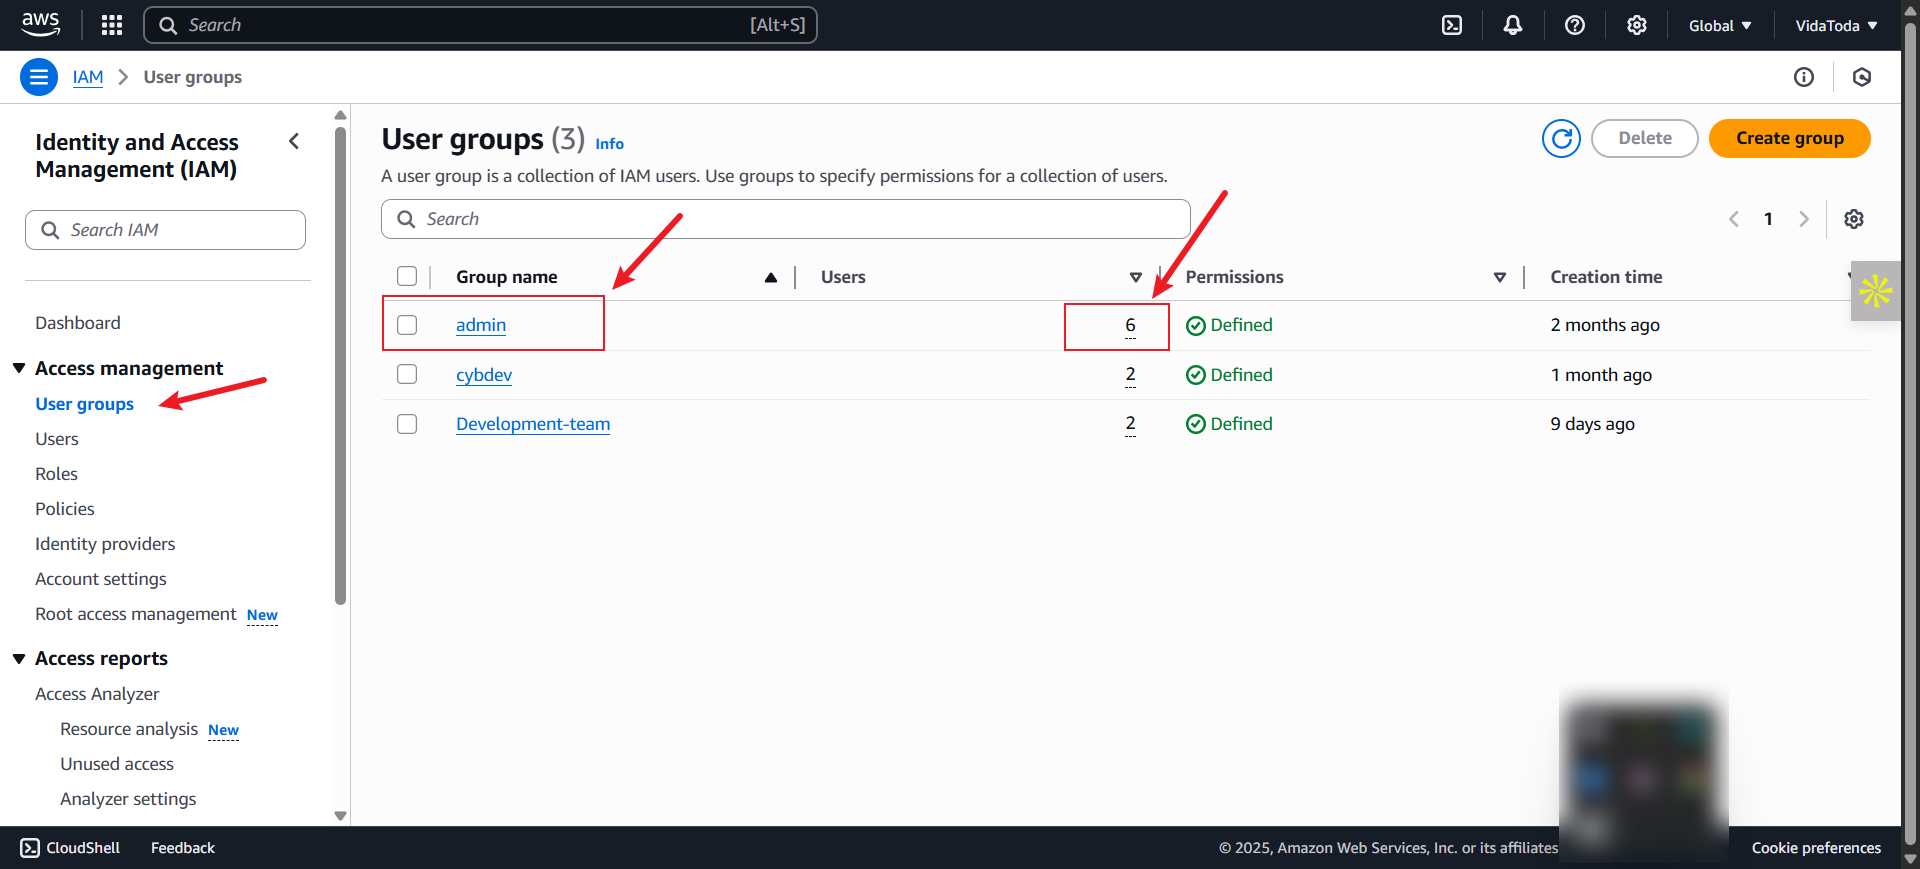 aws
Search [Alt+S]
Global VidaToda
IAM User groups
Identity and Access
Management (IAM)
Search IAM
Dashboard
Access management
User groups
Users
Roles
Policies
Identity providers
Account settings
Root access management New
Access reports
Access Analyzer
Resource analysis New
Unused access
Analyzer settings
User groups (3) Info
Delete
Create group
A user group is a collection of IAM users. Use groups to specify permissions for a collection of users.
Search
1
Group name Users Permissions Creation time
admin 6 Defined 2 months ago
cybdev 2 Defined 1 month ago
Development-team 2 Defined 9 days ago
CloudShell Feedback © 2025, Amazon Web Services, Inc. or its affiliates Cookie preferences